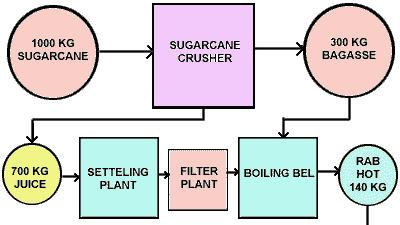 1000 KG
SUGARCANE
SUGARCANE
CRUSHER
300 KG
BAGASSE
700 KG
JUICE
SETTELING
PLANT
FILTER
PLANT
BOILING BEL
RAB
HOT
140 KG